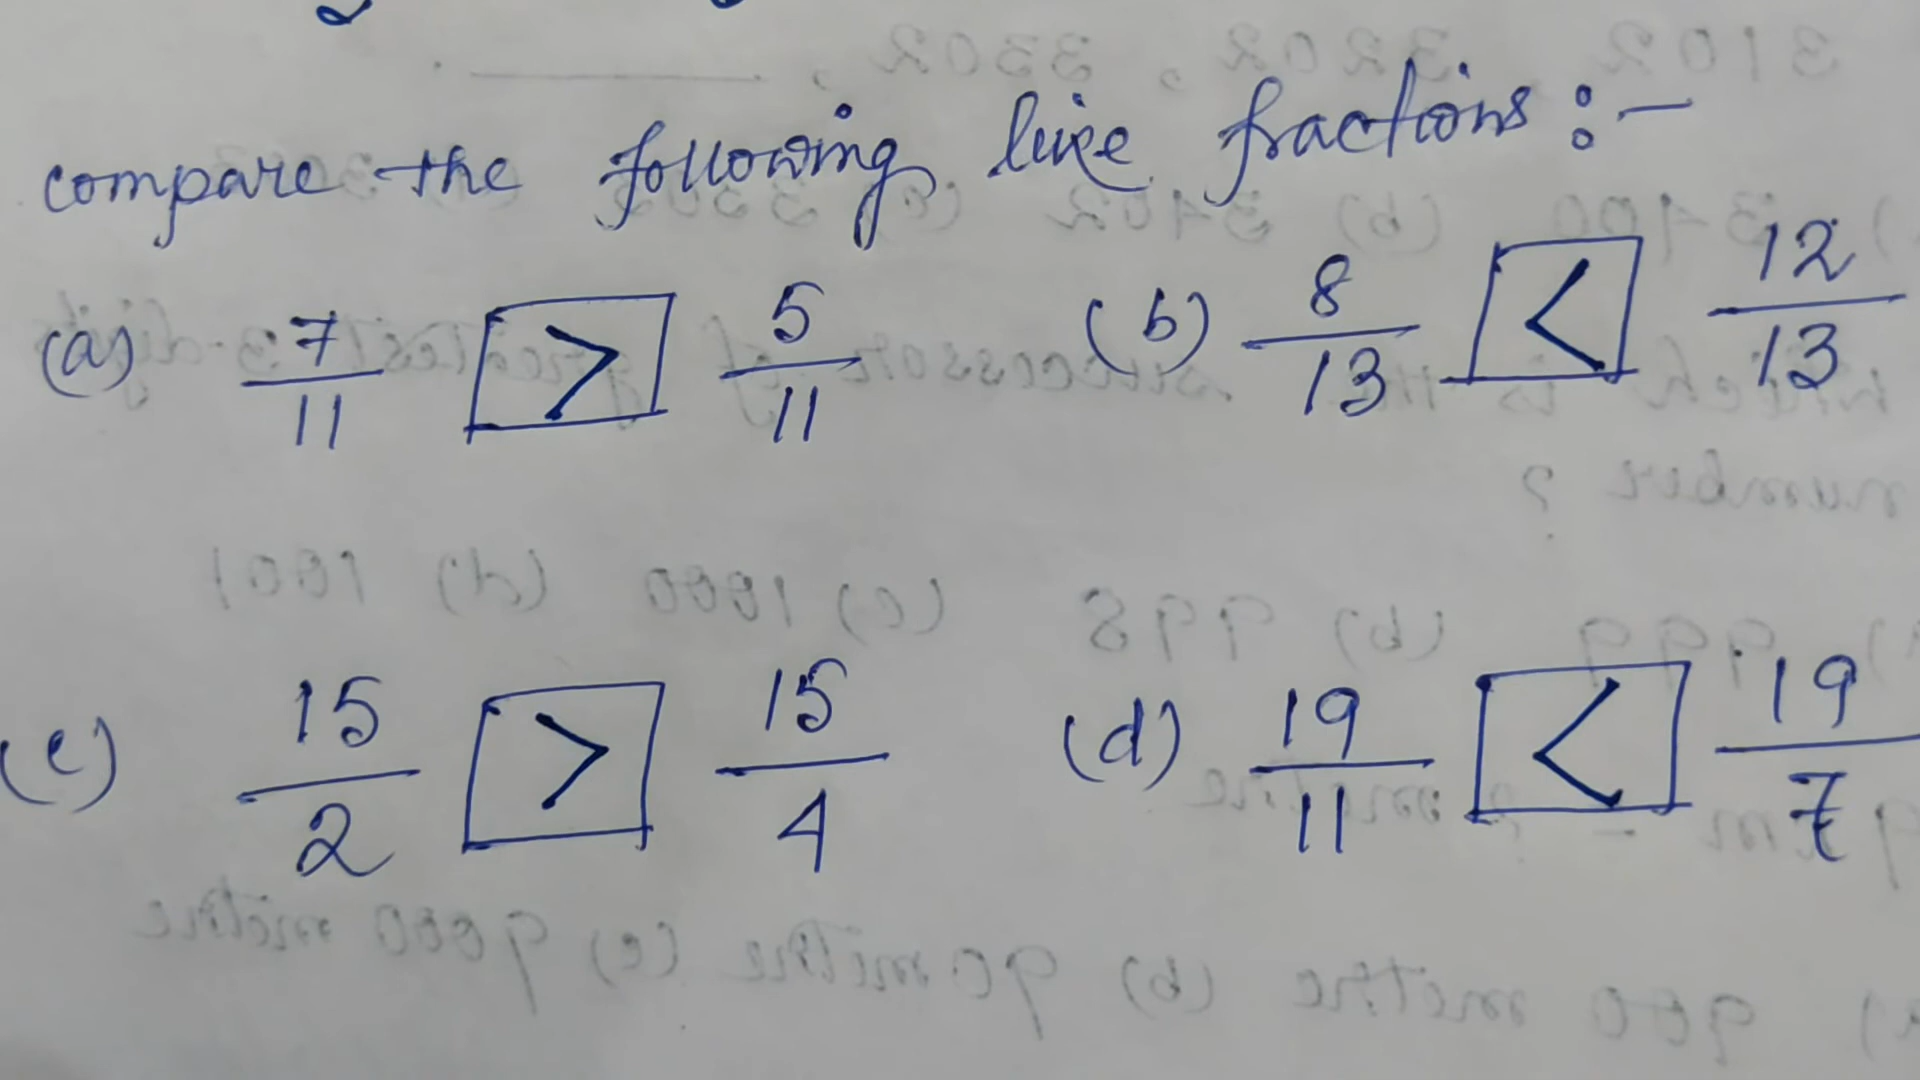 compare the following like fractions :-
(a) 7/11 > 5/11 (b) 8/13 < 12/13
(c) 15/2 > 15/4 (d) 19/11 < 19/7